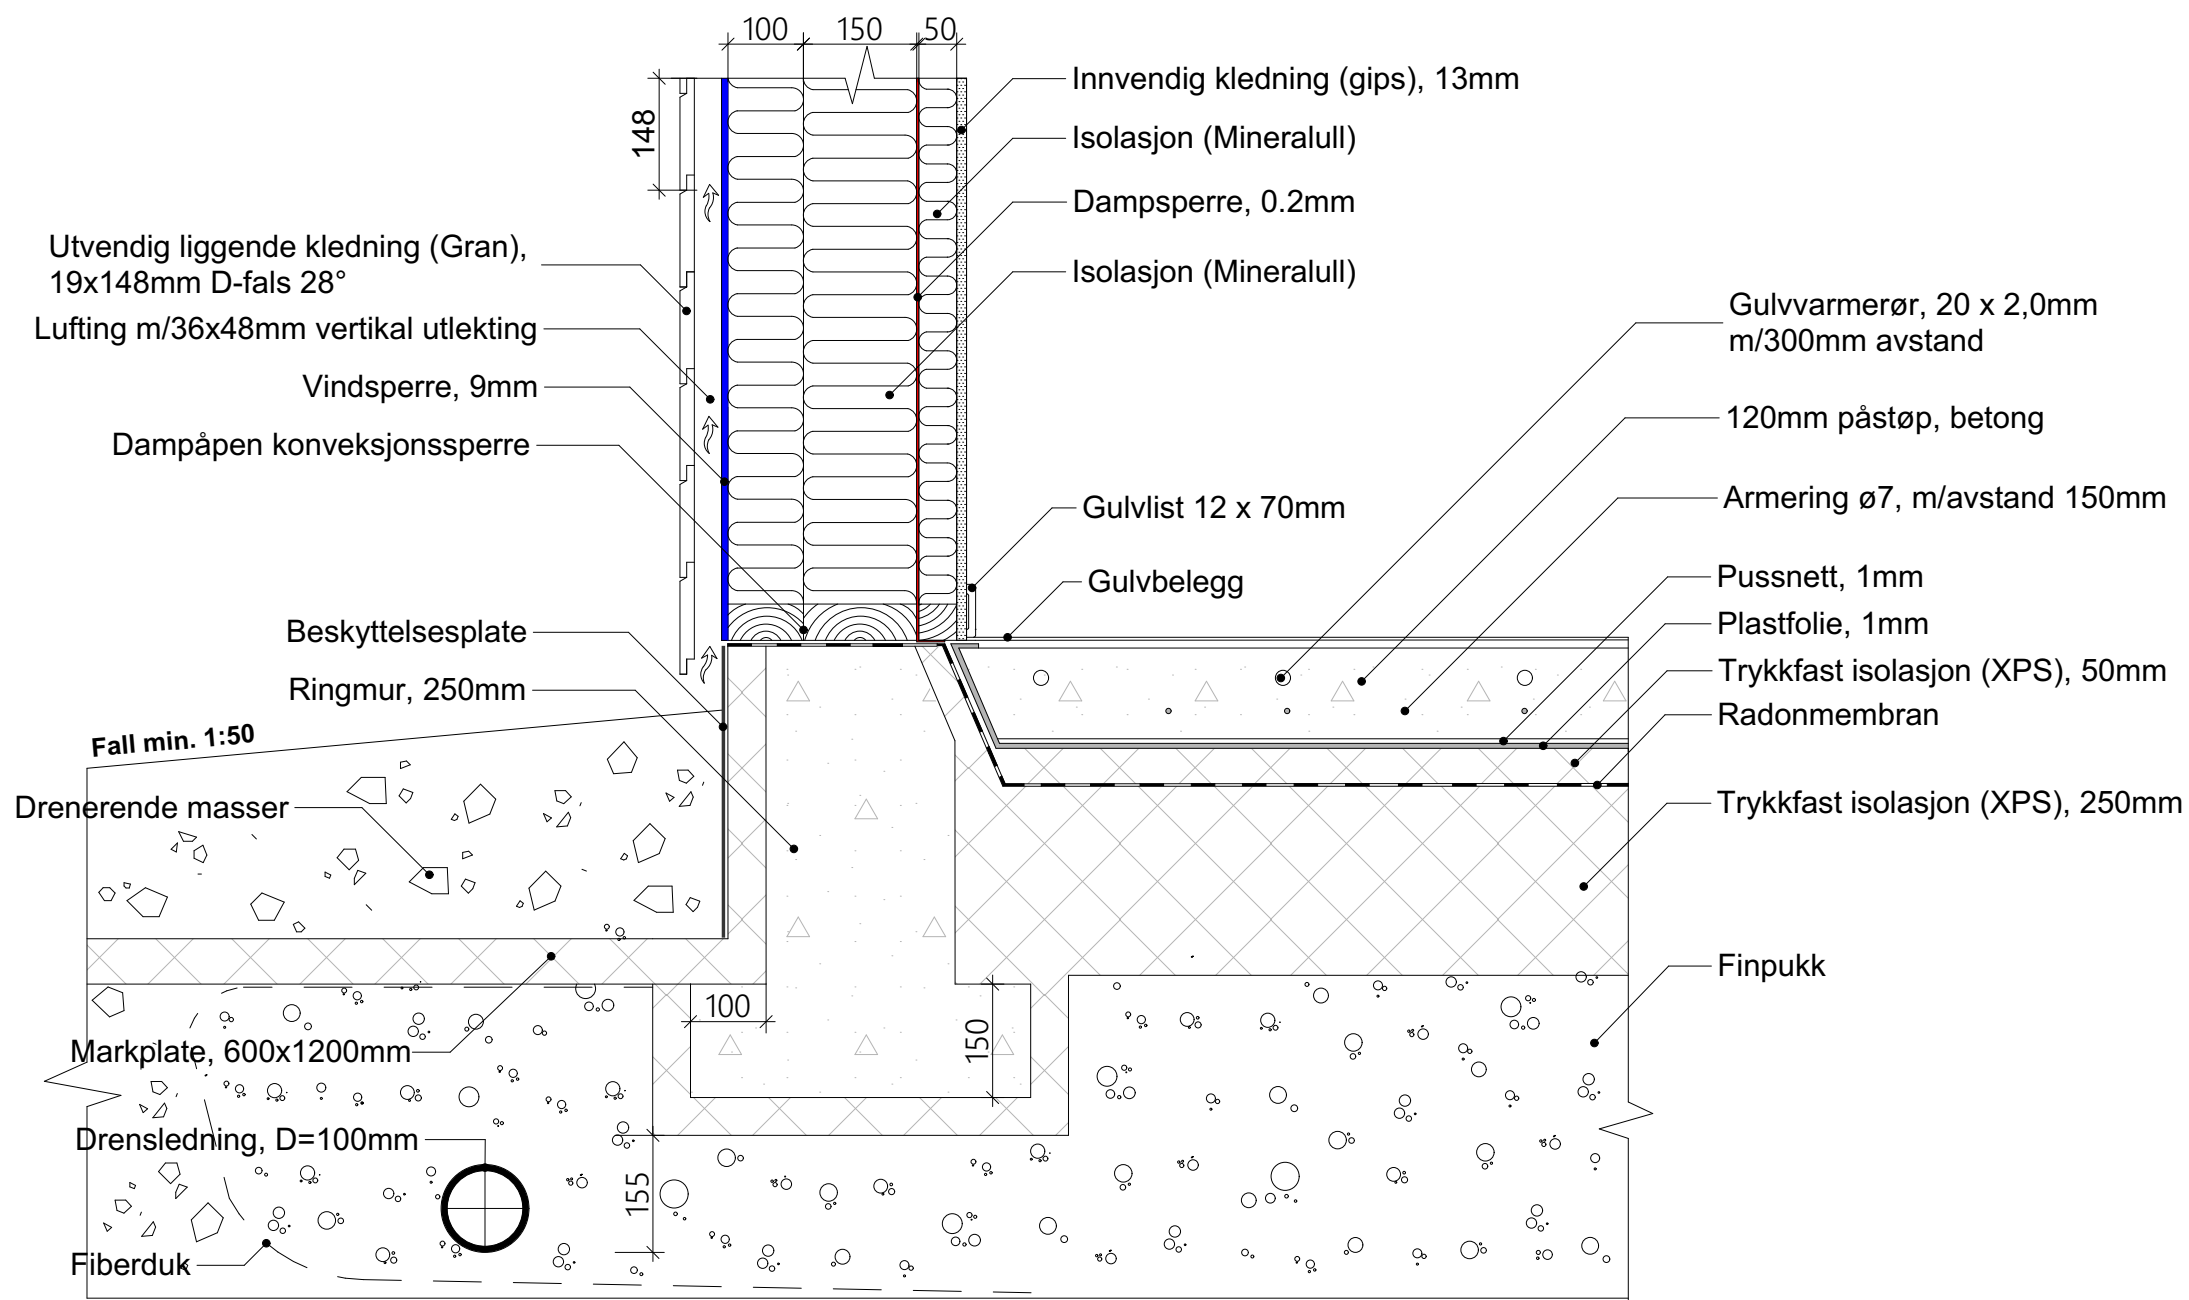 100 150 50
148
Innvendig kledning (gips), 13mm
Isolasjon (Mineralull)
Dampsperre, 0.2mm
Isolasjon (Mineralull)
Utvendig liggende kledning (Gran),
19x148mm D-fals 28°
Lufting m/36x48mm vertikal utlekting
Vindsperre, 9mm
Dampåpen konveksjonssperre
Gulvvarmerør, 20 x 2,0mm
m/300mm avstand
120mm påstøp, betong
Armering ø7, m/avstand 150mm
Gulvlist 12 x 70mm
Gulvbelegg
Pussnett, 1mm
Plastfolie, 1mm
Trykkfast isolasjon (XPS), 50mm
Radonmembran
Trykkfast isolasjon (XPS), 250mm
Beskyttelsesplate
Ringmur, 250mm
Fall min. 1:50
Drenerende masser
Finpukk
100
150
Markplate, 600x1200mm
Drensledning, D=100mm
155
Fiberduk